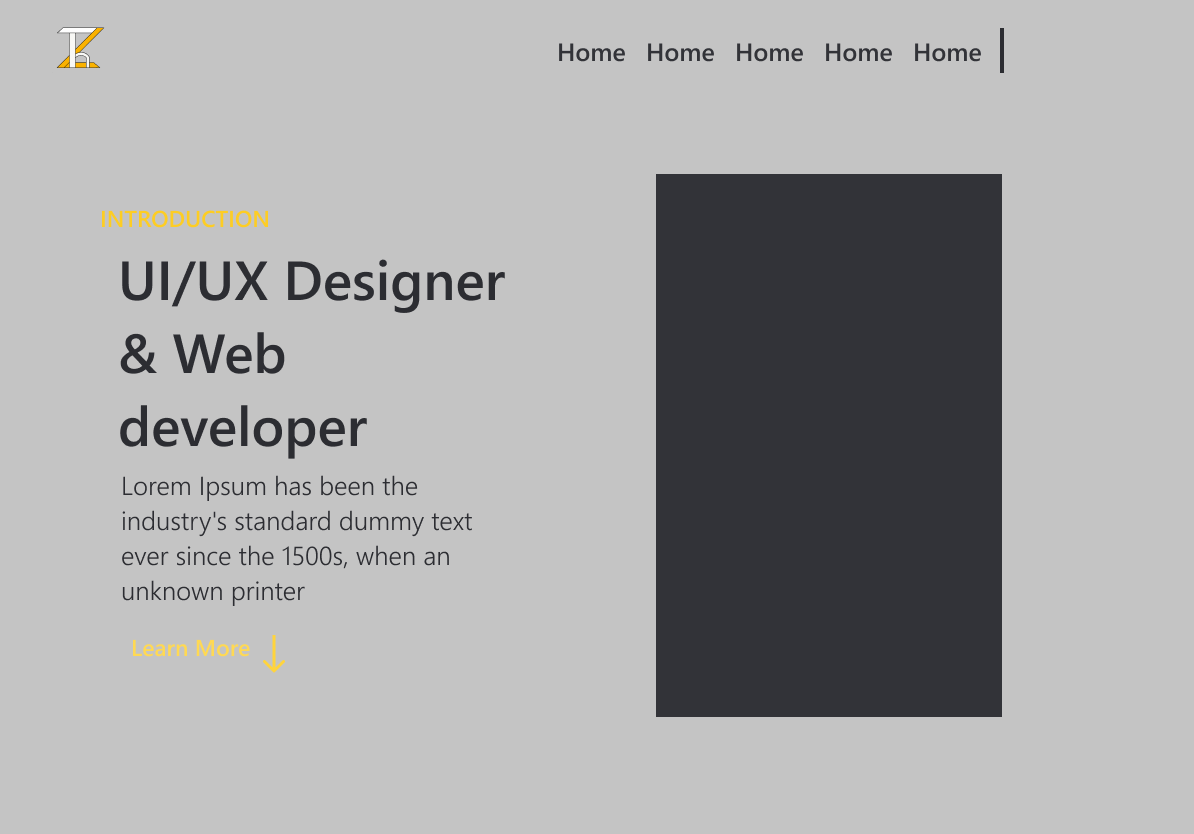 Home Home Home Home Home
INTRODUCTION
UI/UX Designer
& Web
developer
Lorem Ipsum has been the
industry's standard dummy text
ever since the 1500s, when an
unknown printer
Learn More